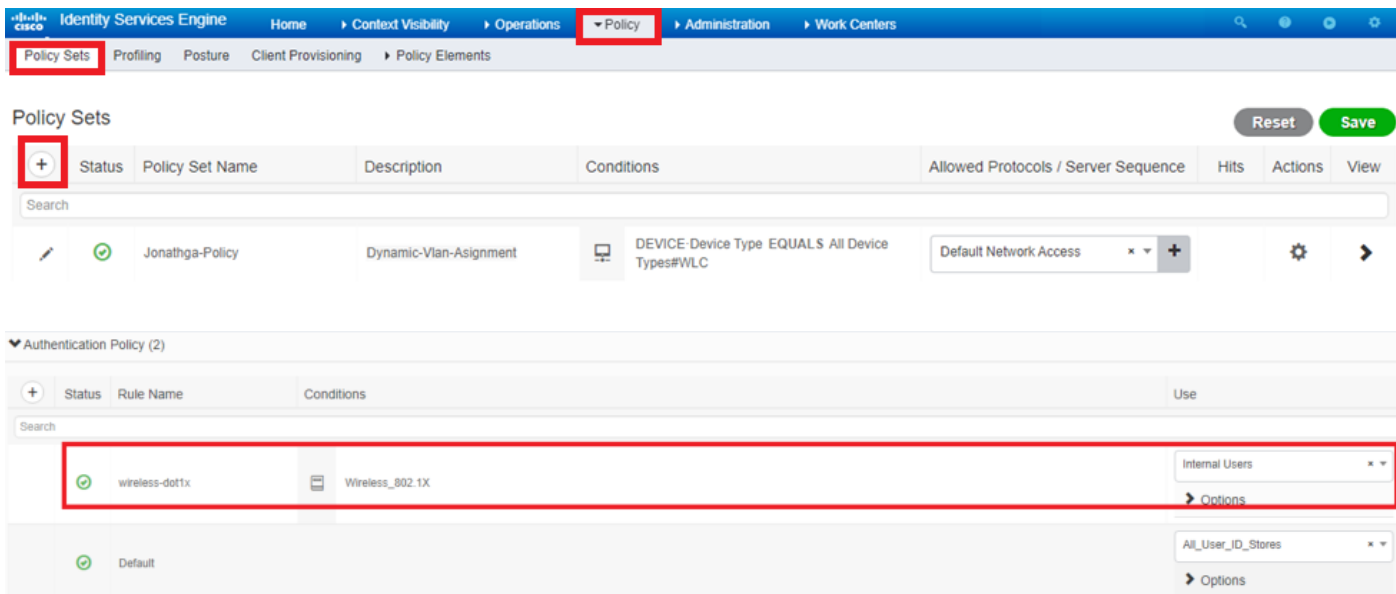 cisco Identity Services Engine Home Context Visibility Operations Policy Administration Work Centers
Policy Sets Profiling Posture Client Provisioning Policy Elements
Policy Sets
Reset Save
+ Status Policy Set Name Description Conditions Allowed Protocols / Server Sequence Hits Actions View
Search
Jonathga-Policy Dynamic-Vlan-Asignment DEVICE·Device Type EQUALS All Device Types#WLC Default Network Access × +
Authentication Policy (2)
+ Status Rule Name Conditions Use
Search
wireless-dot1x Wireless_802.1X Internal Users ×
Options
Default All_User_ID_Stores ×
Options